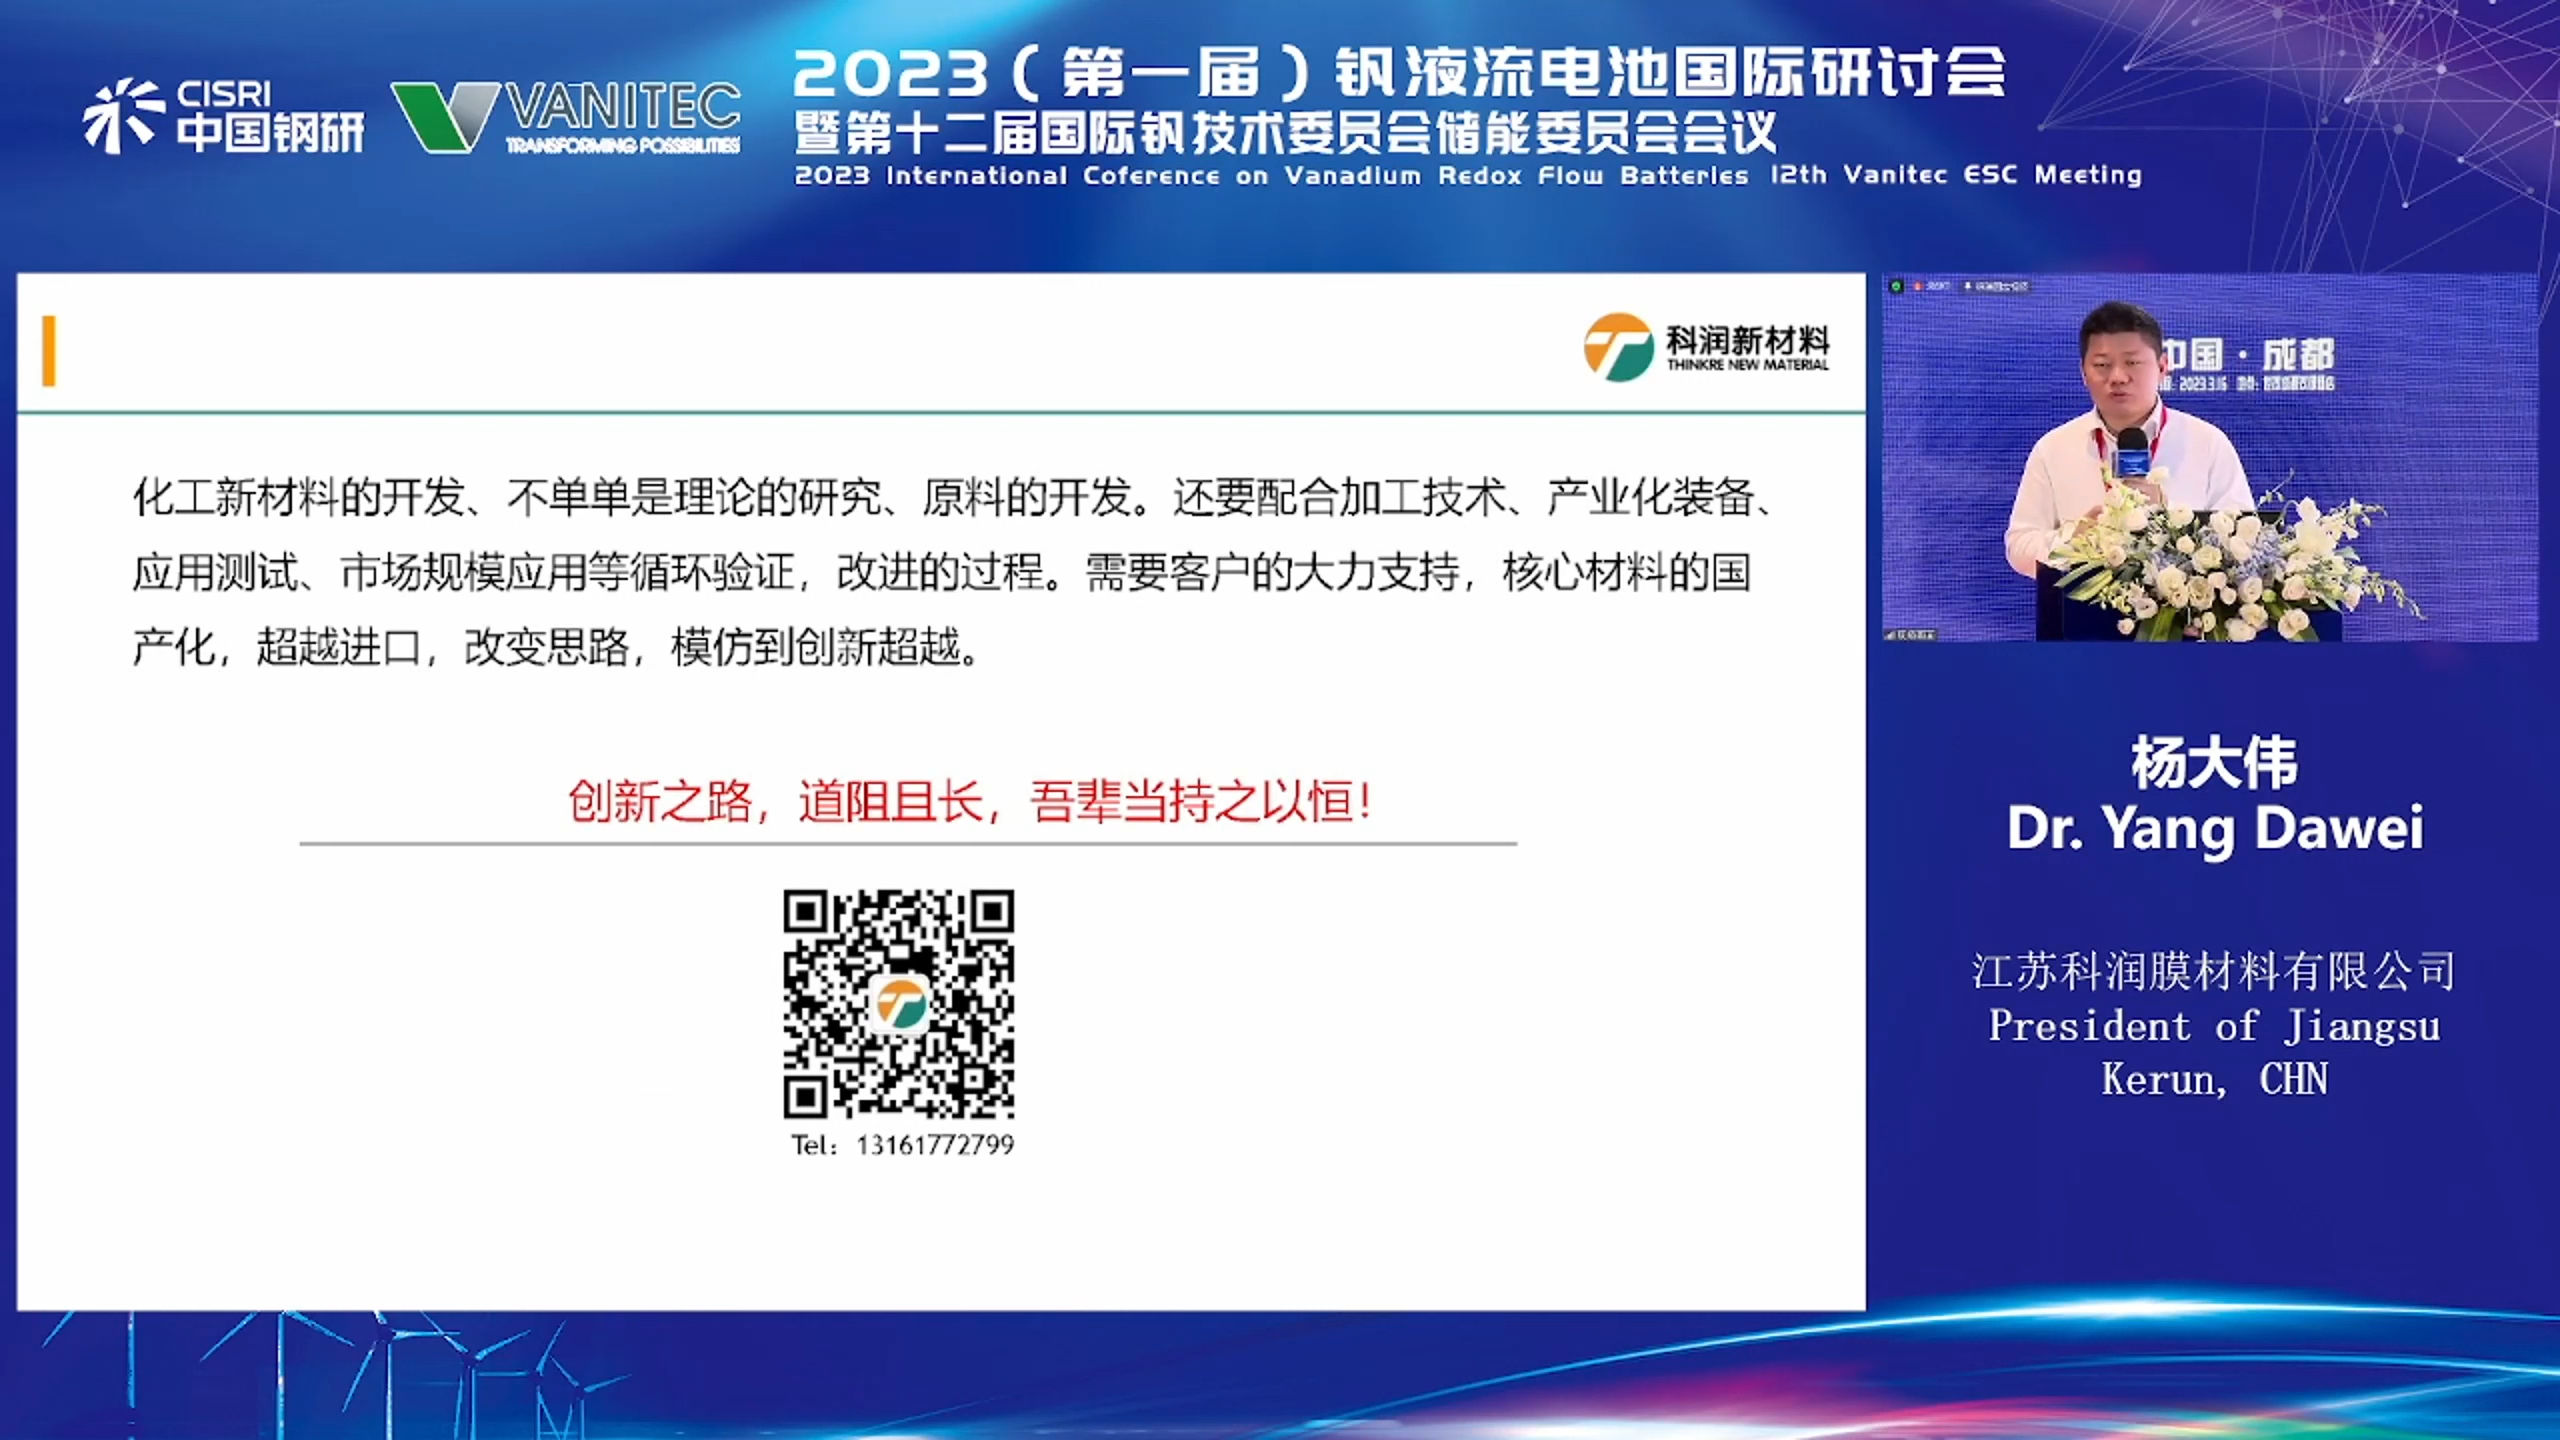 CISRI
中国钢研
VANITEC
TRANSFORMING POSSIBILITIES
2023（第一届）钒液流电池国际研讨会
暨第十二届国际钒技术委员会储能委员会会议
2023 International Coference on Vanadium Redox Flow Batteries 12th Vanitec ESC Meeting
科润新材料
THINKRE NEW MATERIAL
化工新材料的开发、不单单是理论的研究、原料的开发。还要配合加工技术、产业化装备、
应用测试、市场规模应用等循环验证，改进的过程。需要客户的大力支持，核心材料的国
产化，超越进口，改变思路，模仿到创新超越。
创新之路，道阻且长，吾辈当持之以恒！
Tel：13161772799
中国·成都
2023.3.16
杨大伟
Dr. Yang Dawei
江苏科润膜材料有限公司
President of Jiangsu
Kerun, CHN